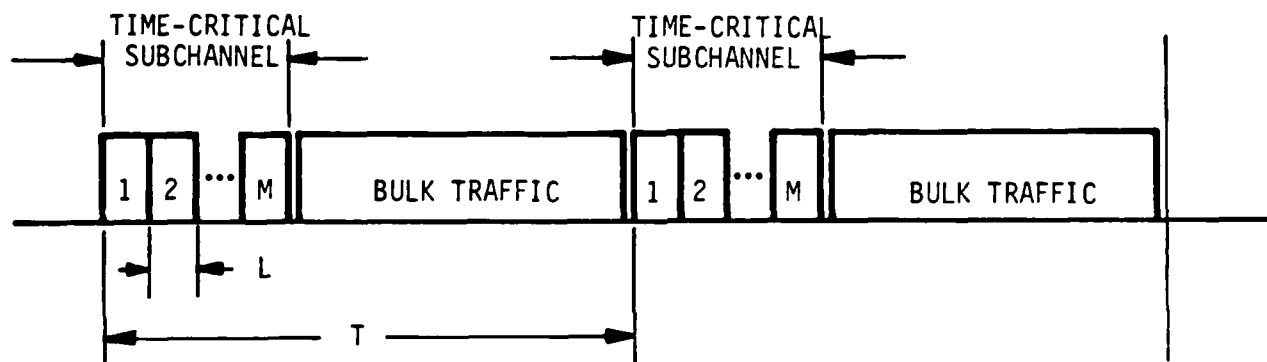 TIME-CRITICAL
SUBCHANNEL
TIME-CRITICAL
SUBCHANNEL
1 2 ••• M BULK TRAFFIC 1 2 ••• M BULK TRAFFIC
L
T